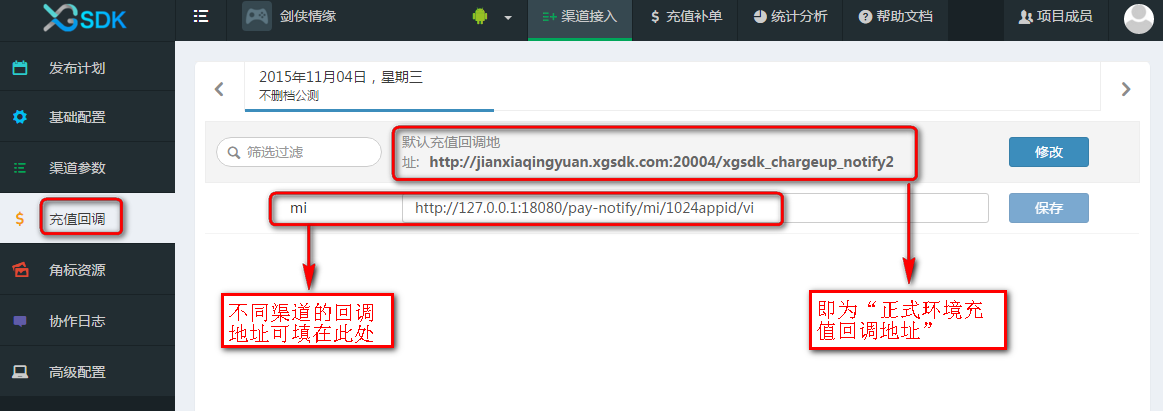 XGSDK
剑侠情缘
渠道接入
$ 充值补单
统计分析
帮助文档
项目成员
发布计划
基础配置
渠道参数
$ 充值回调
角标资源
协作日志
高级配置
2015年11月04日，星期三
不删档公测
筛选过滤
默认充值回调地
址: http://jianxiaqingyuan.xgsdk.com:20004/xgsdk_chargeup_notify2
修改
mi
http://127.0.0.1:18080/pay-notify/mi/1024appid/vi
保存
不同渠道的回调
地址可填在此处
即为“正式环境充
值回调地址”